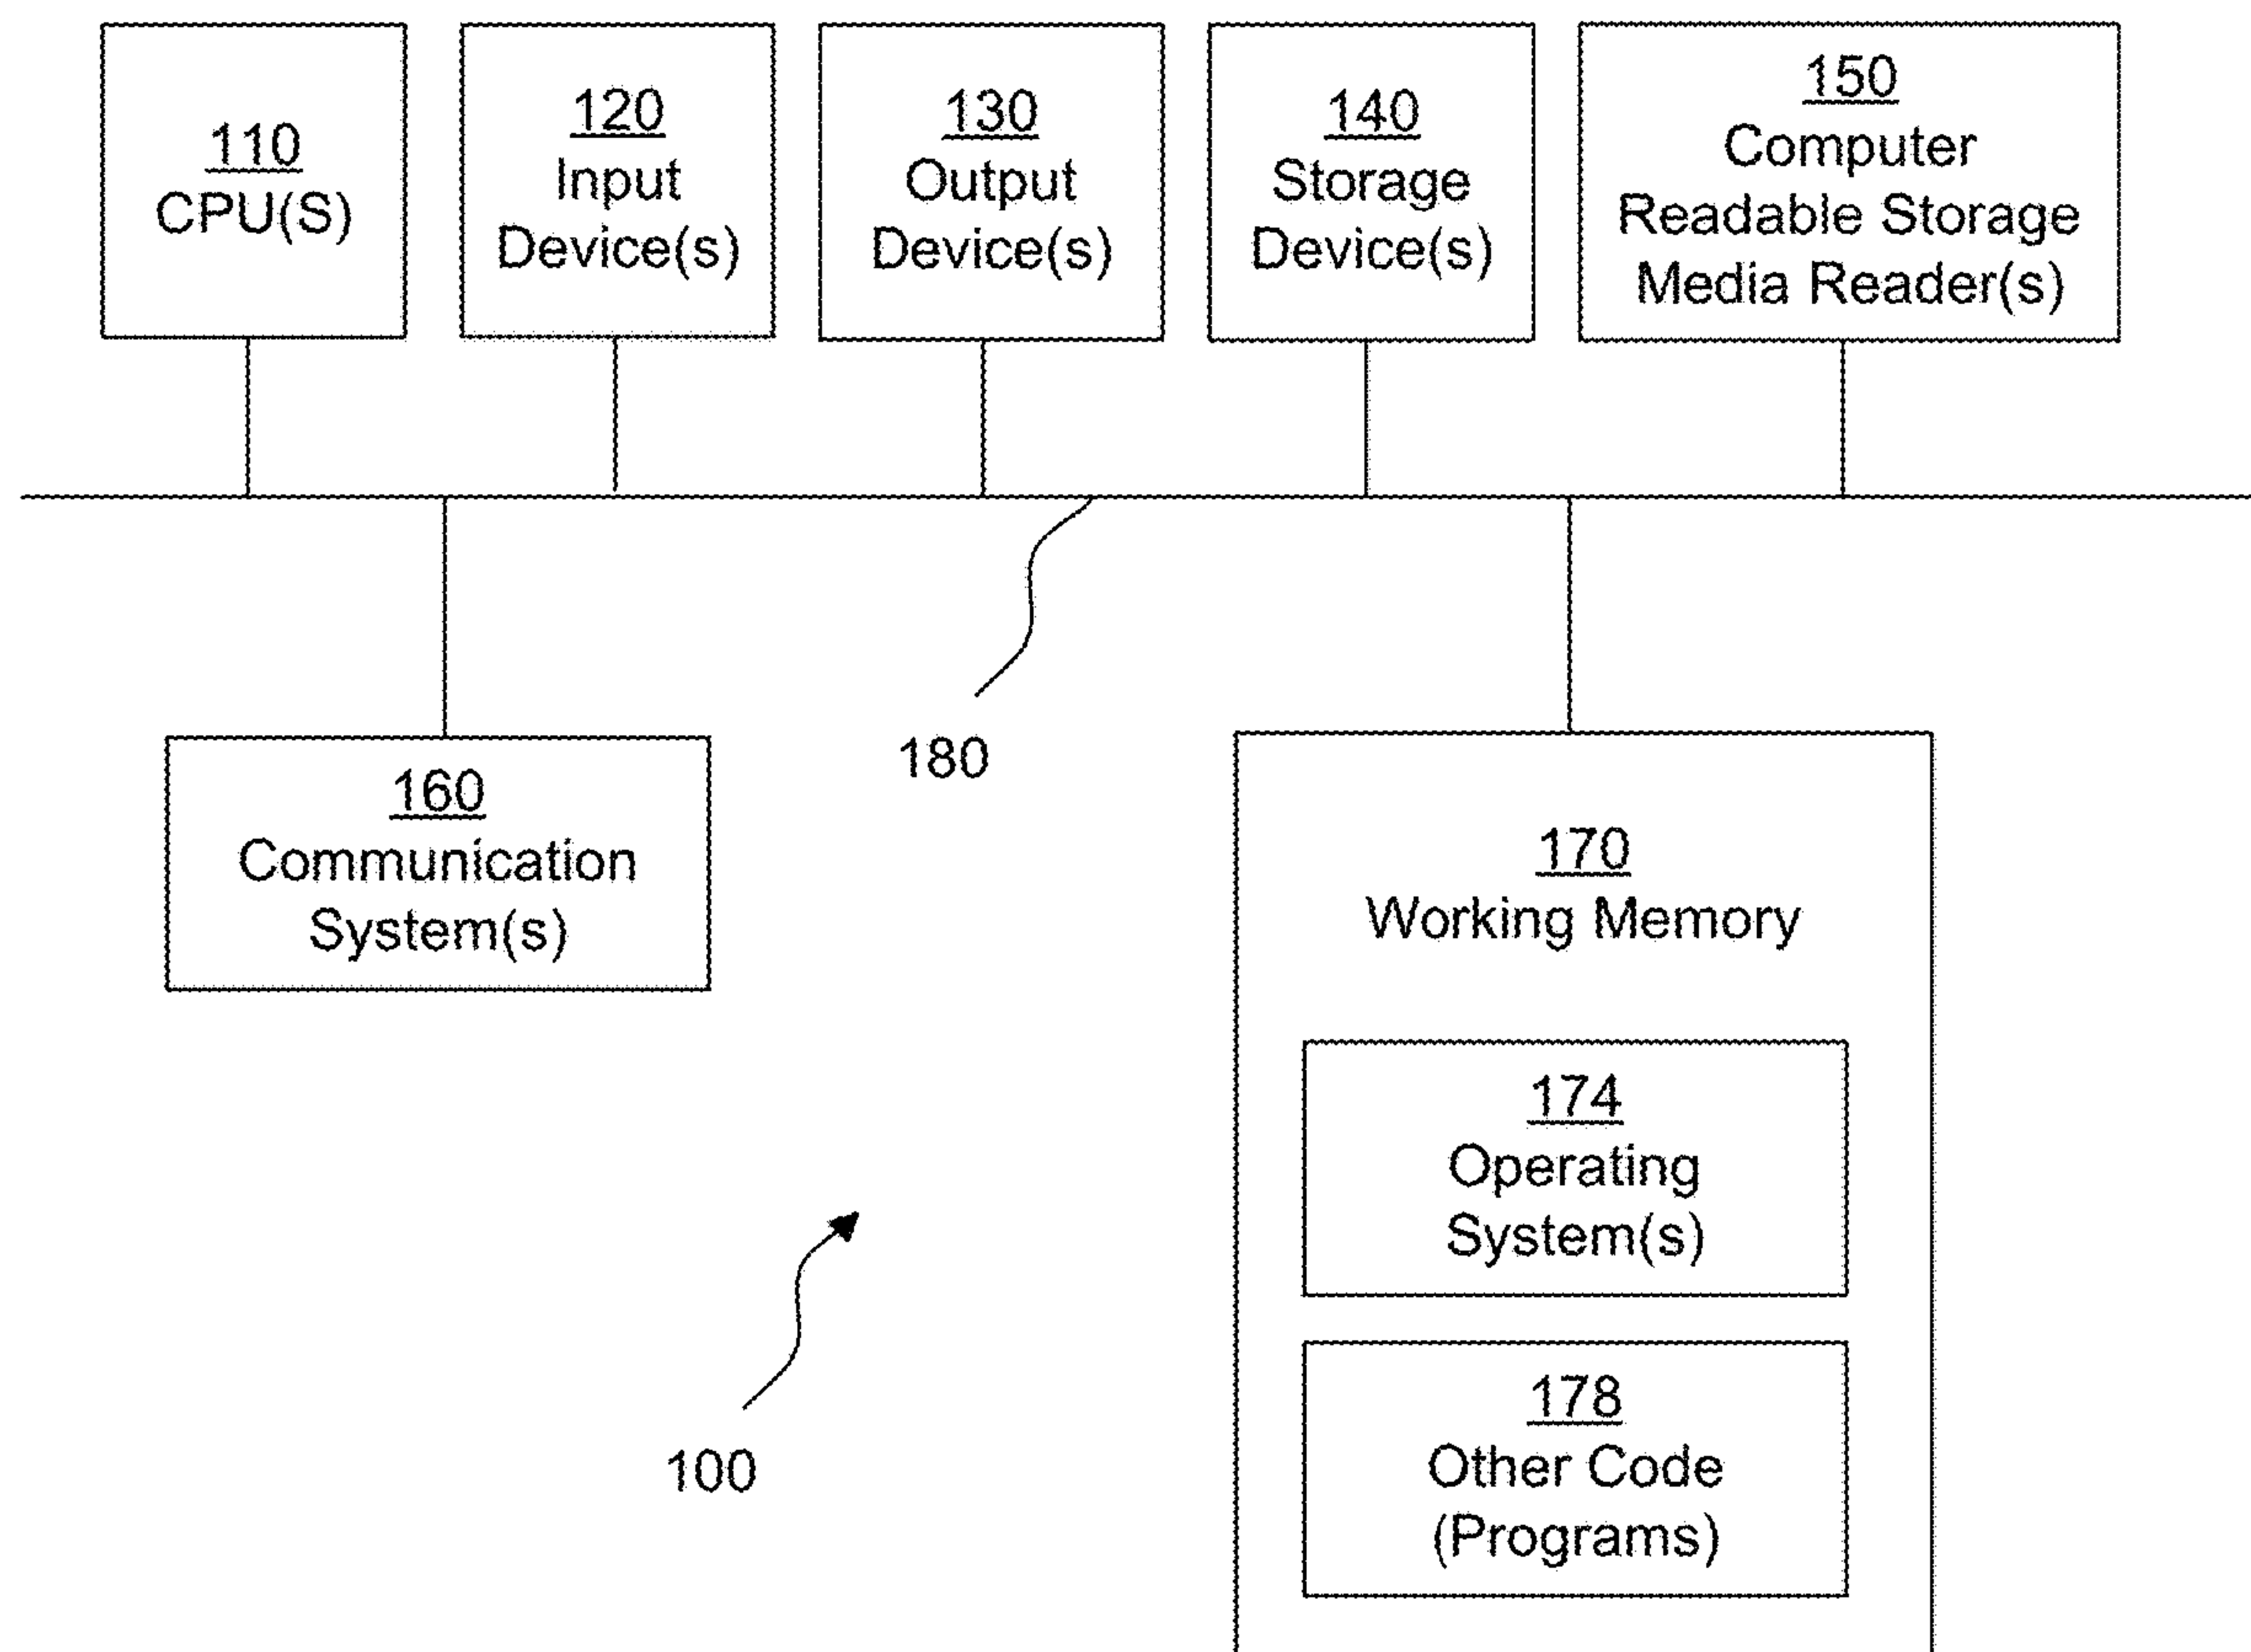 110
CPU(S)
120
Input
Device(s)
130
Output
Device(s)
140
Storage
Device(s)
150
Computer
Readable Storage
Media Reader(s)
180
160
Communication
System(s)
170
Working Memory
174
Operating
System(s)
178
Other Code
(Programs)
100